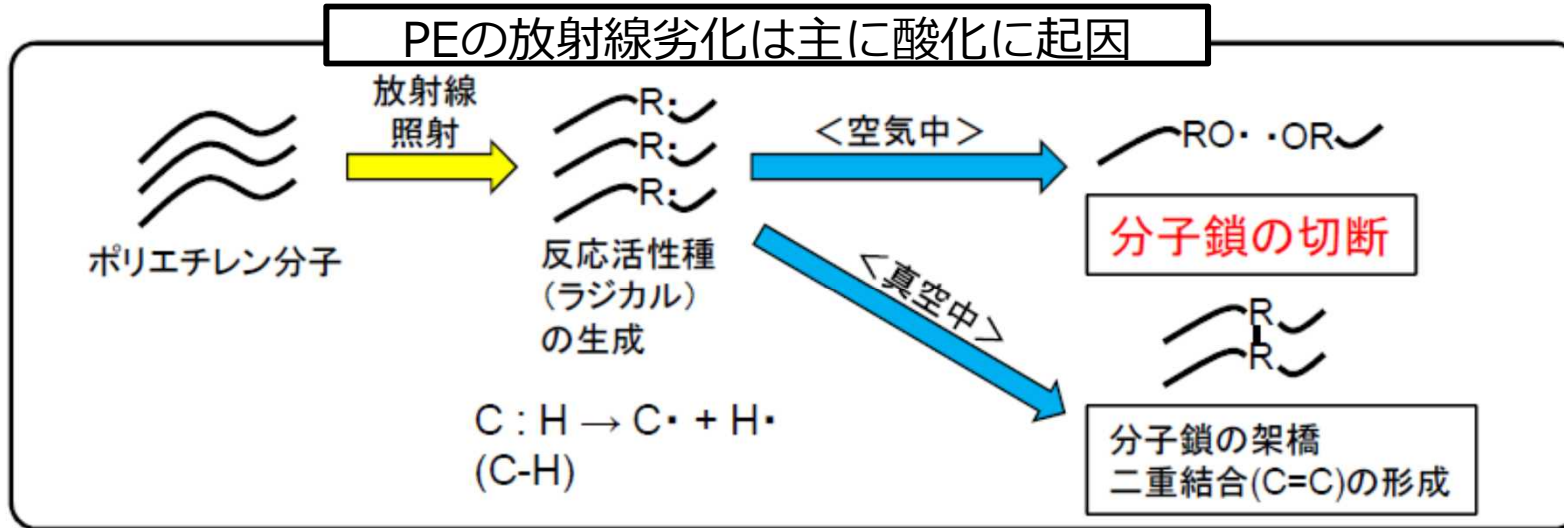 PEの放射線劣化は主に酸化に起因
放射線
照射
ポリエチレン分子
R:
R:
R:
反応活性種
(ラジカル)
の生成
C : H → C・ + H・
(C-H)
<空気中>
RO・ ・OR
分子鎖の切断
<真空中>
R
R
分子鎖の架橋
二重結合(C=C)の形成